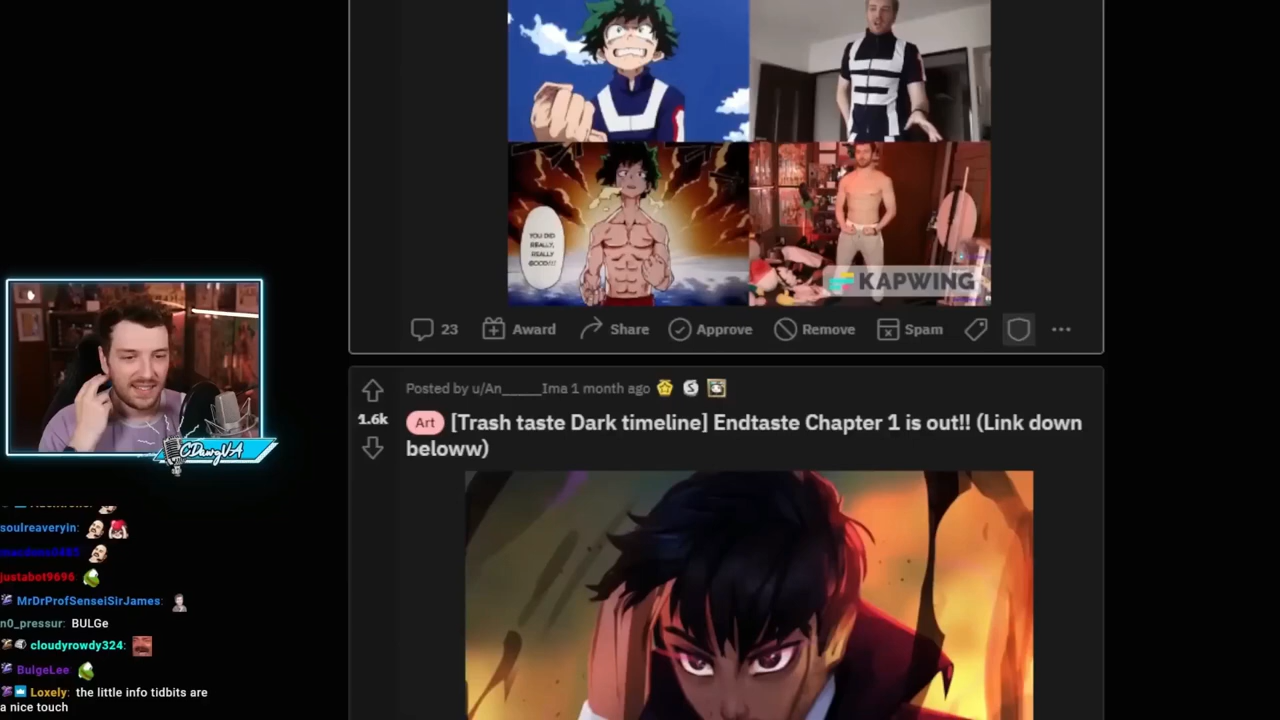 YOU DID
REALLY,
REALLY
GOOD!!!
KAPWING
23
Award
Share
Approve
Remove
Spam
Posted by u/An_____Ima 1 month ago
1.6k
Art [Trash taste Dark timeline] Endtaste Chapter 1 is out!! (Link down
beloww)
CDawgVA
soulreaveryin:
justabot9696
MrDrProfSenseiSirJames:
n0_pressur: BULGe
cloudyrowdy324:
BulgeLee:
Loxely: the little info tidbits are
a nice touch